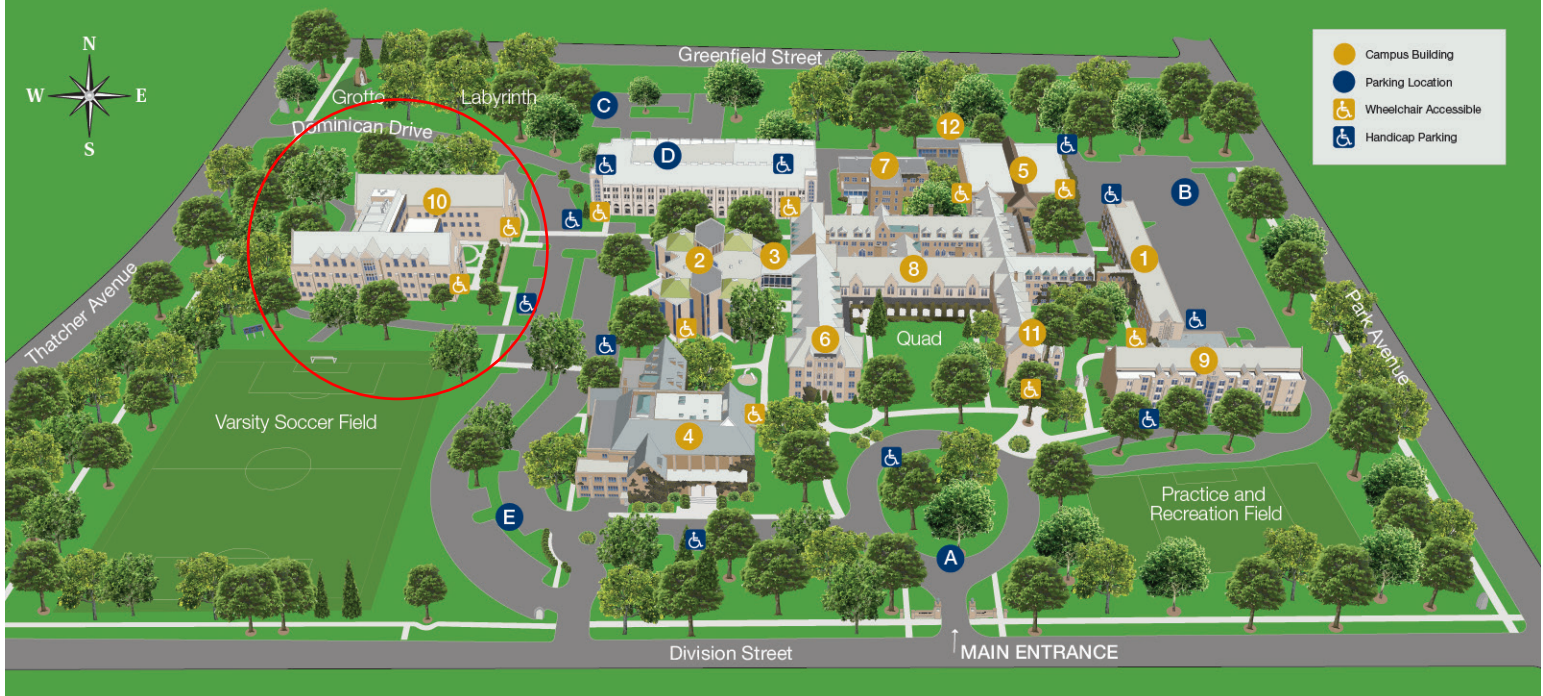 N
W E
S
Greenfield Street
Campus Building
Parking Location
Wheelchair Accessible
Handicap Parking
Grotto
Labyrinth
C
Dominican Drive
12
D
7
5
B
10
2
3
8
1
Thatcher Avenue
Park Avenue
6
Quad
11
9
Varsity Soccer Field
4
E
A
Practice and
Recreation Field
Division Street
MAIN ENTRANCE